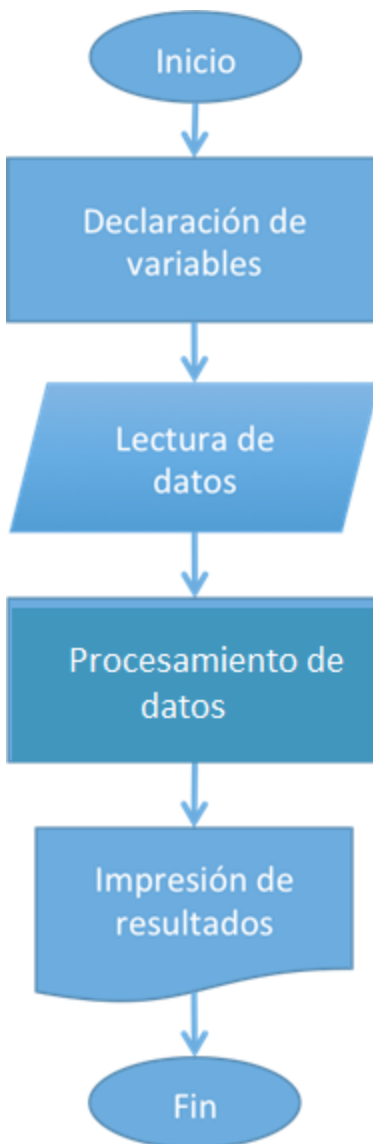 Inicio
Declaración de
variables
Lectura de
datos
Procesamiento de
datos
Impresión de
resultados
Fin